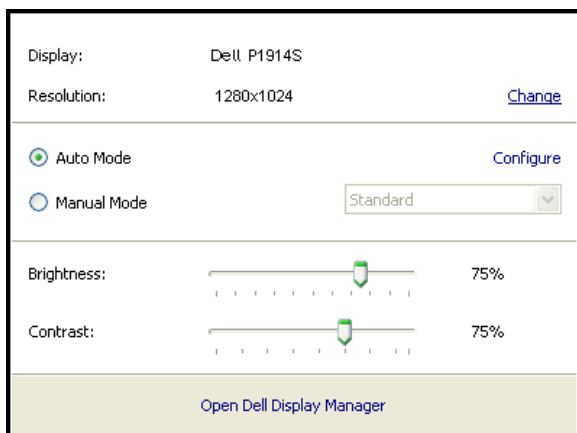 Display: Dell P1914S
Resolution: 1280x1024 Change
Auto Mode Configure
Manual Mode Standard
Brightness: 75%
Contrast: 75%
Open Dell Display Manager